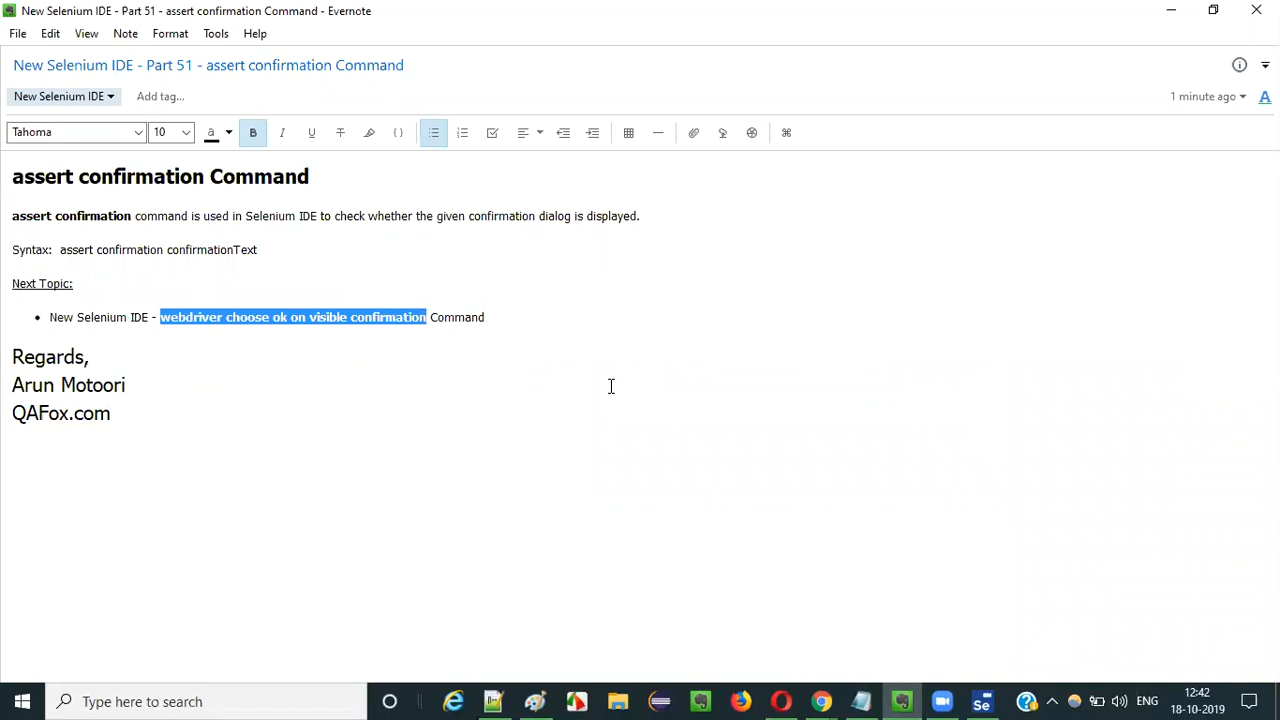 New Selenium IDE - Part 51 - assert confirmation Command - Evernote
File Edit View Note Format Tools Help
New Selenium IDE - Part 51 - assert confirmation Command
New Selenium IDE Add tag... 1 minute ago
Tahoma 10 a B I U T
assert confirmation Command
assert confirmation command is used in Selenium IDE to check whether the given confirmation dialog is displayed.
Syntax: assert confirmation confirmationText
Next Topic:
• New Selenium IDE - webdriver choose ok on visible confirmation Command
Regards,
Arun Motoori
QAFox.com
Type here to search
Se
ENG
12:42
18-10-2019